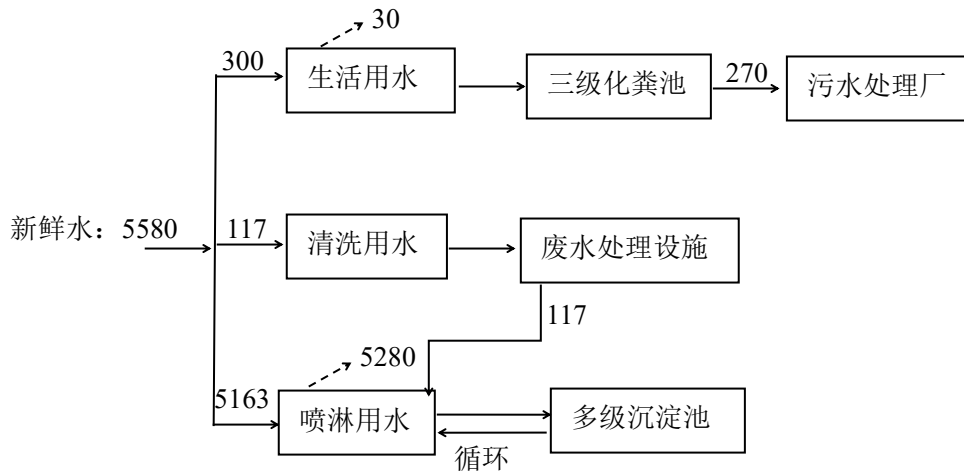 30
300
生活用水
三级化粪池
270
污水处理厂
新鲜水：5580
117
清洗用水
废水处理设施
117
5280
5163
喷淋用水
多级沉淀池
循环